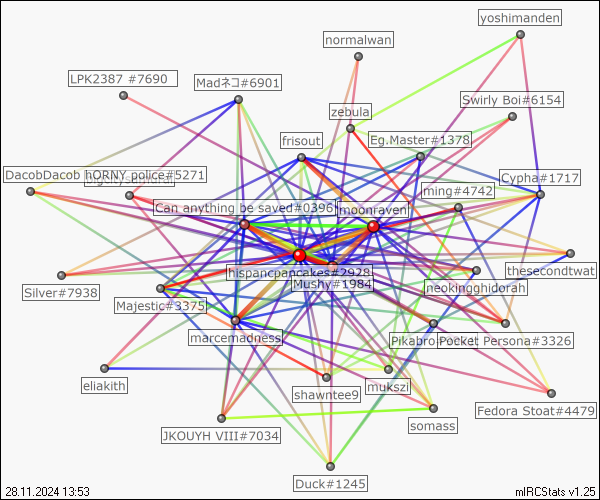 yoshimanden
normalwan
LPK2387 #7690
Madネコ#6901
Swirly Boi#6154
zebula
frisout
Eg.Master#1378
DacobDacob hORNY police#5271
Cypha#1717
ming#4742
Can anything be saved#0396
moonraven
hispancpancakes#2928
thesecondtwat
Mushy#1984
neokingghidorah
Silver#7938
Majestic#3375
marcemadness
Pocket Persona#3326
eliakith
mukszi
shawntee9
Fedora Stoat#4479
somass
JKOUYH VIII#7034
Duck#1245
28.11.2024 13:53
mIRCStats v1.25